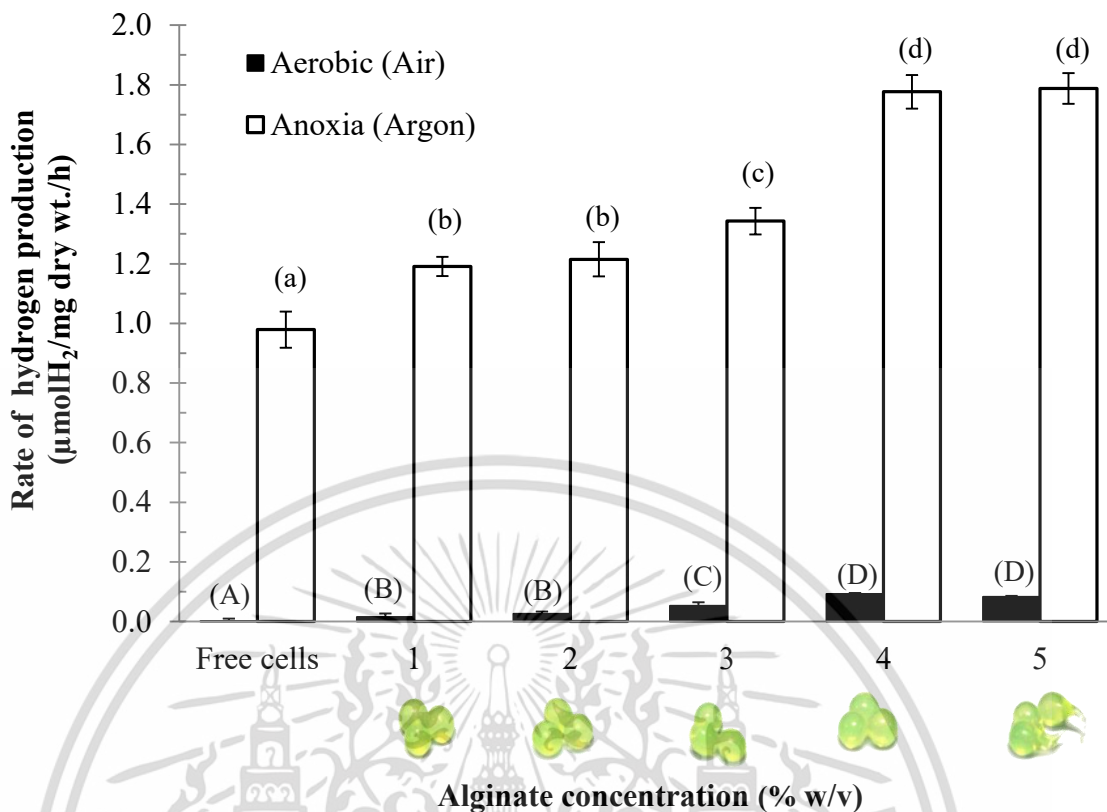 Rate of hydrogen production
(µmolH₂/mg dry wt./h)
2.0
1.8
1.6
1.4
1.2
1.0
0.8
0.6
0.4
0.2
0.0
Aerobic (Air)
Anoxia (Argon)
(a)
(b)
(b)
(c)
(d)
(d)
(A)
(B)
(B)
(C)
(D)
(D)
Free cells 1 2 3 4 5
Alginate concentration (% w/v)